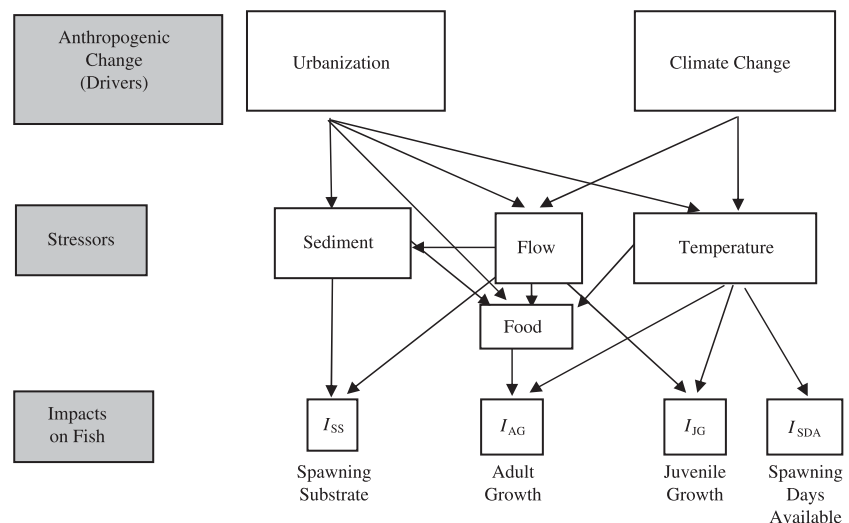 Anthropogenic
Change
(Drivers)
Urbanization
Climate Change
Stressors
Sediment
Flow
Temperature
Food
Impacts
on Fish
I_SS
I_AG
I_JG
I_SDA
Spawning
Substrate
Adult
Growth
Juvenile
Growth
Spawning
Days
Available